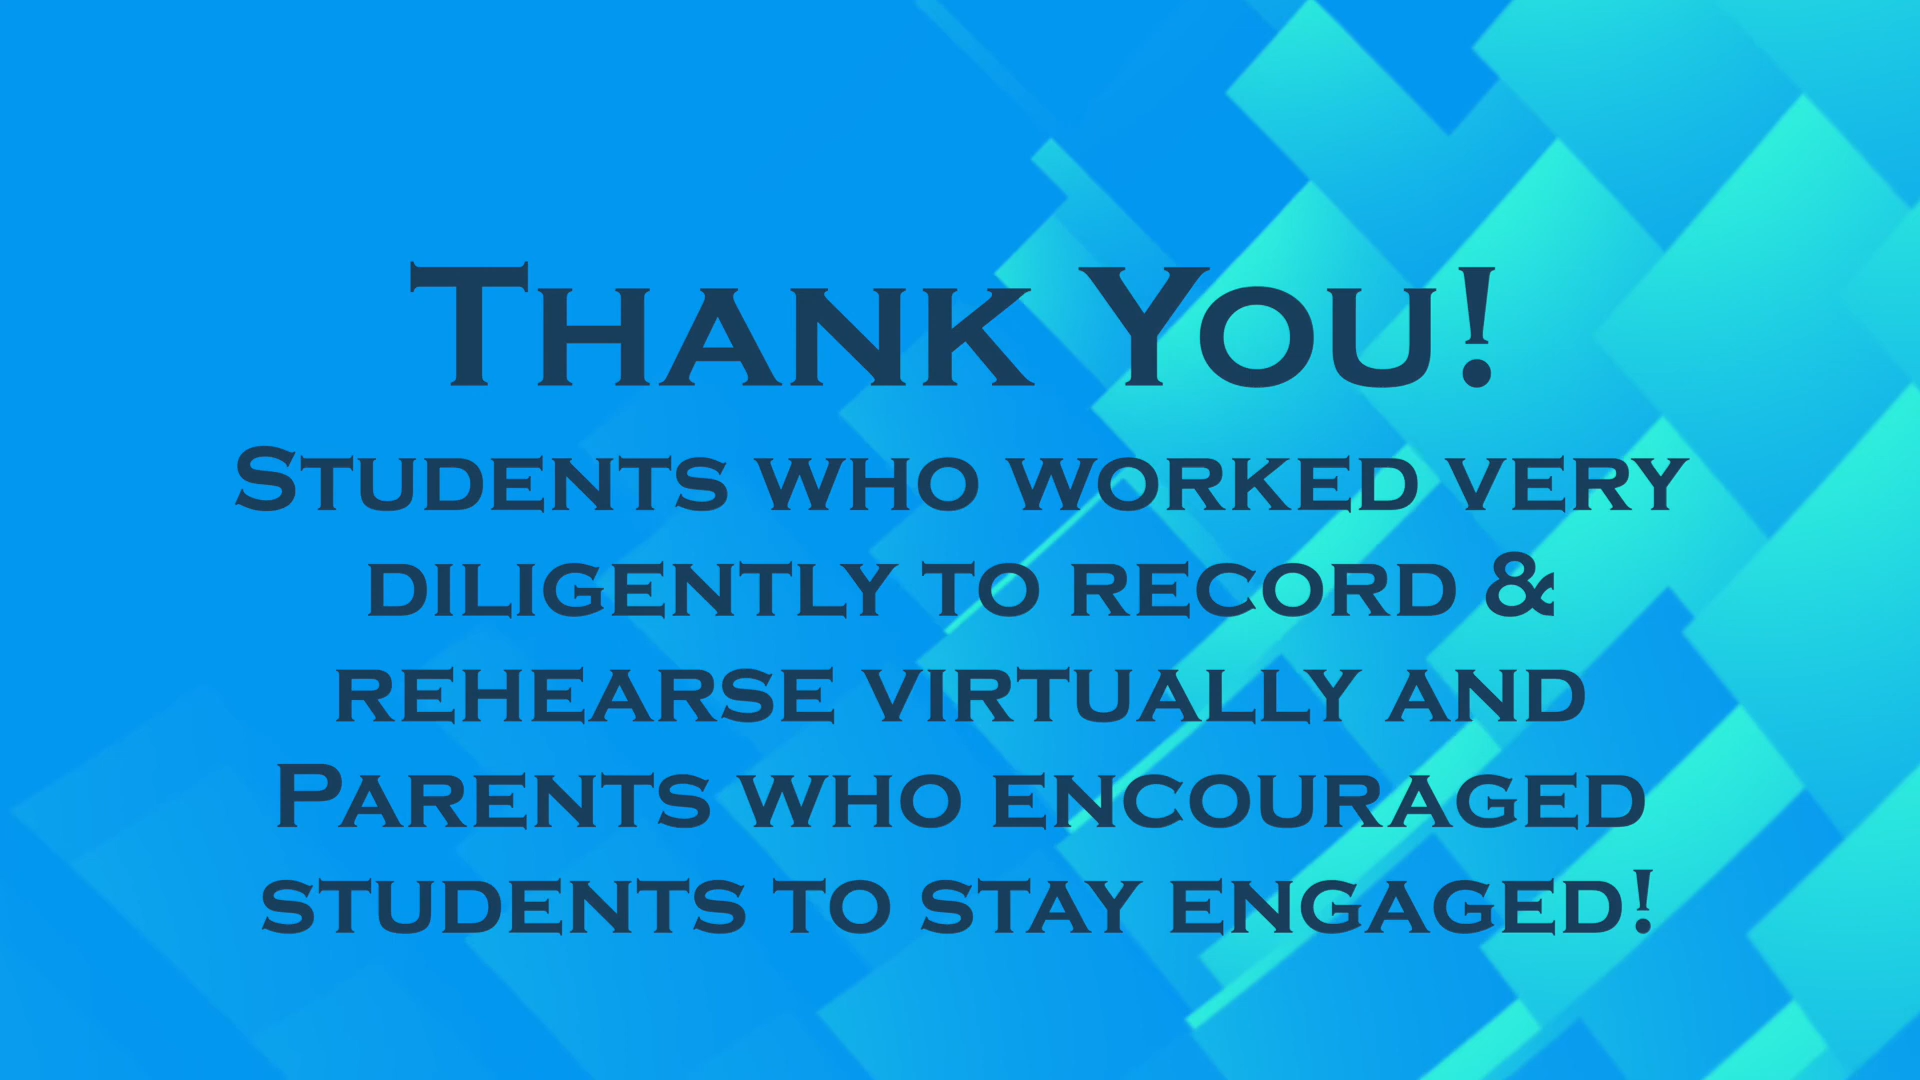 Thank You!
Students who worked very
diligently to record &
rehearse virtually and
Parents who encouraged
students to stay engaged!